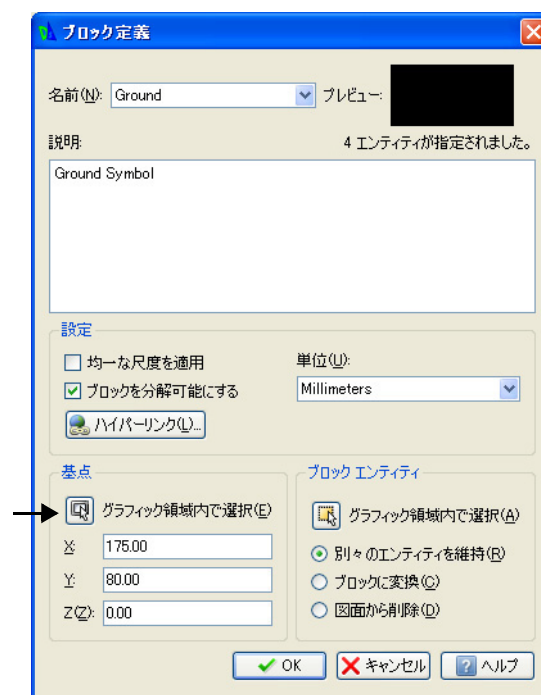 ブロック定義
名前(N): Ground プレビュー:
説明: 4 エンティティが指定されました。
Ground Symbol
設定
均一な尺度を適用
単位(U):
ブロックを分解可能にする
Millimeters
ハイパーリンク(L)...
基点
グラフィック領域内で選択(E)
X: 175.00
Y: 80.00
Z(Z): 0.00
ブロック エンティティ
グラフィック領域内で選択(A)
別々のエンティティを維持(R)
ブロックに変換(C)
図面から削除(D)
OK キャンセル ヘルプ